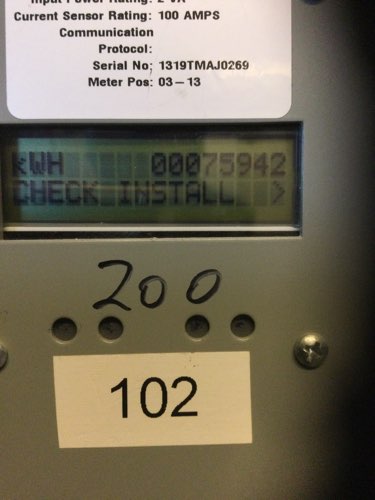 Input Power Rating: 2 VA
Current Sensor Rating: 100 AMPS
Communication
Protocol:
Serial No: 1319TMAJ0269
Meter Pos: 03-13
kWH 00075942
CHECK INSTALL >
200
102